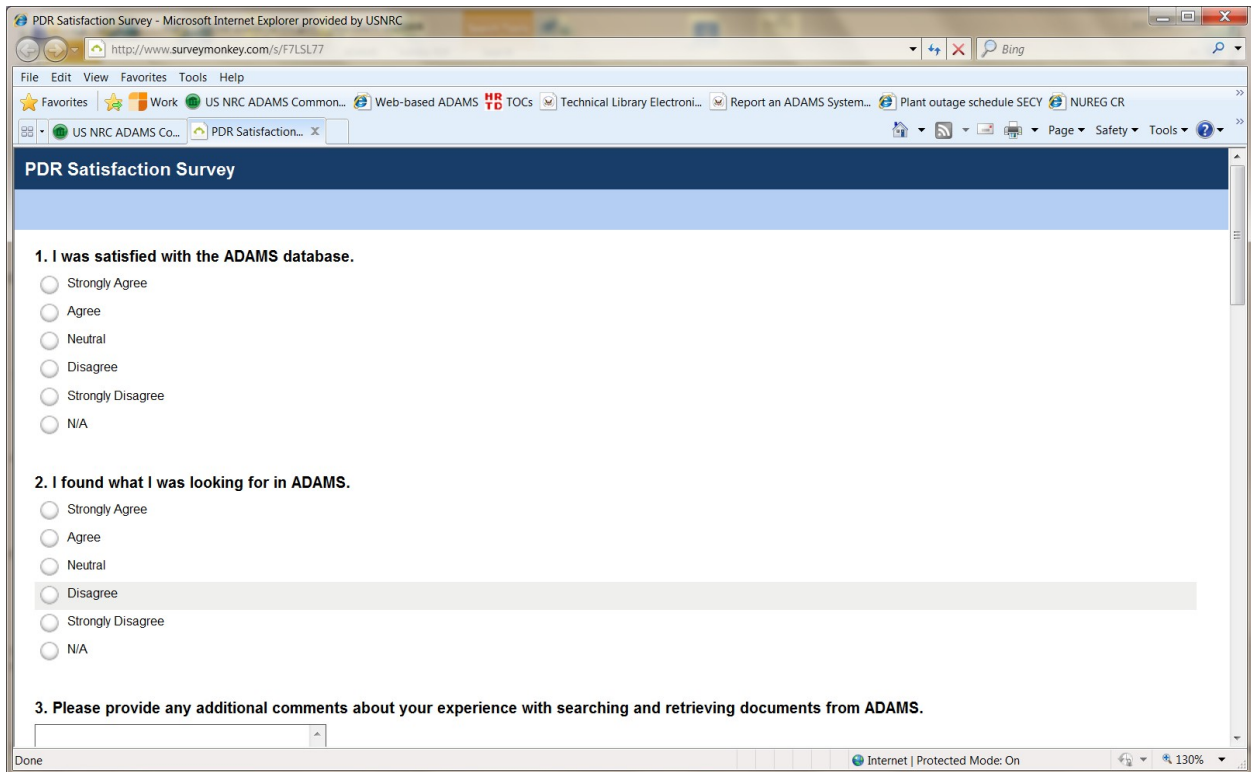 PDR Satisfaction Survey - Microsoft Internet Explorer provided by USNRC
http://www.surveymonkey.com/s/F7LSL77
Bing
File Edit View Favorites Tools Help
Favorites Work US NRC ADAMS Common... Web-based ADAMS HR TD TOCs Technical Library Electroni... Report an ADAMS System... Plant outage schedule SECY NUREG CR
US NRC ADAMS Co... PDR Satisfaction... X Page Safety Tools
PDR Satisfaction Survey
1. I was satisfied with the ADAMS database.
Strongly Agree
Agree
Neutral
Disagree
Strongly Disagree
N/A
2. I found what I was looking for in ADAMS.
Strongly Agree
Agree
Neutral
Disagree
Strongly Disagree
N/A
3. Please provide any additional comments about your experience with searching and retrieving documents from ADAMS.
Done Internet | Protected Mode: On 130%